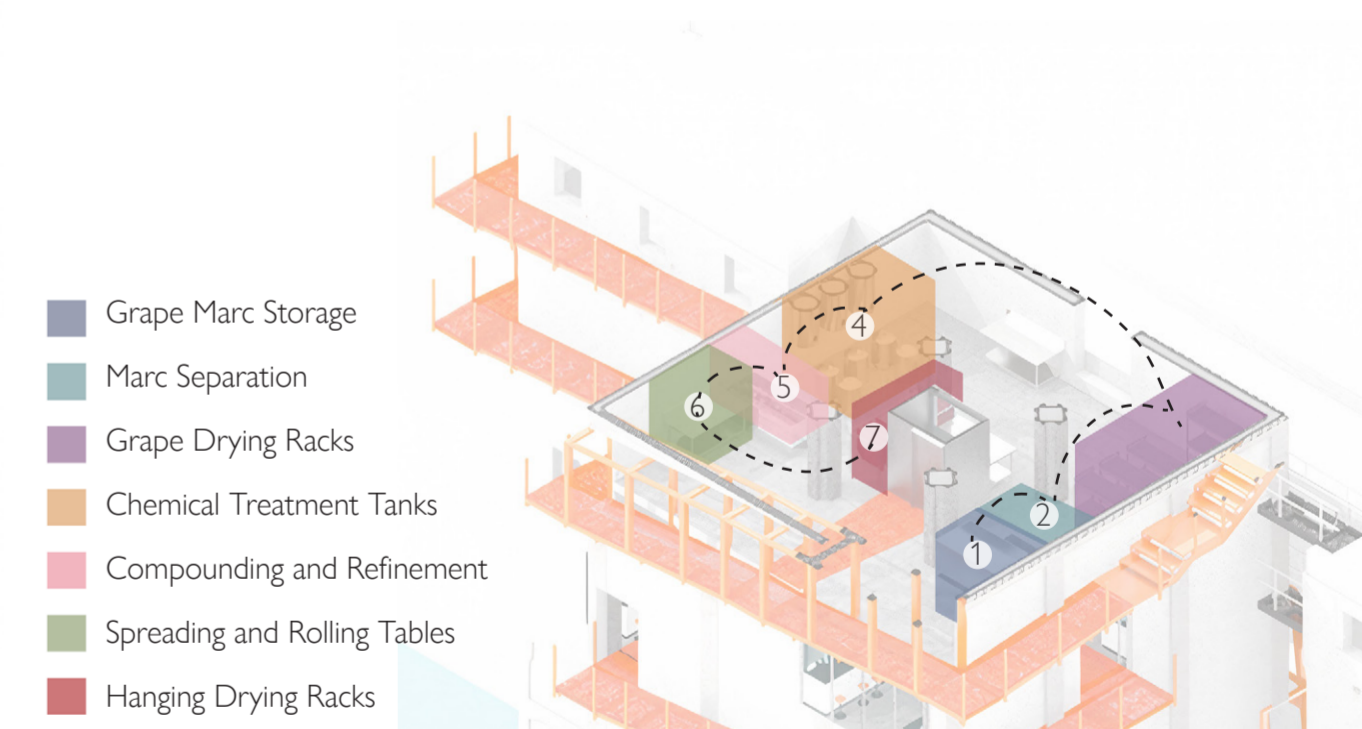 Grape Marc Storage
Marc Separation
Grape Drying Racks
Chemical Treatment Tanks
Compounding and Refinement
Spreading and Rolling Tables
Hanging Drying Racks
4
5
6
7
2
1